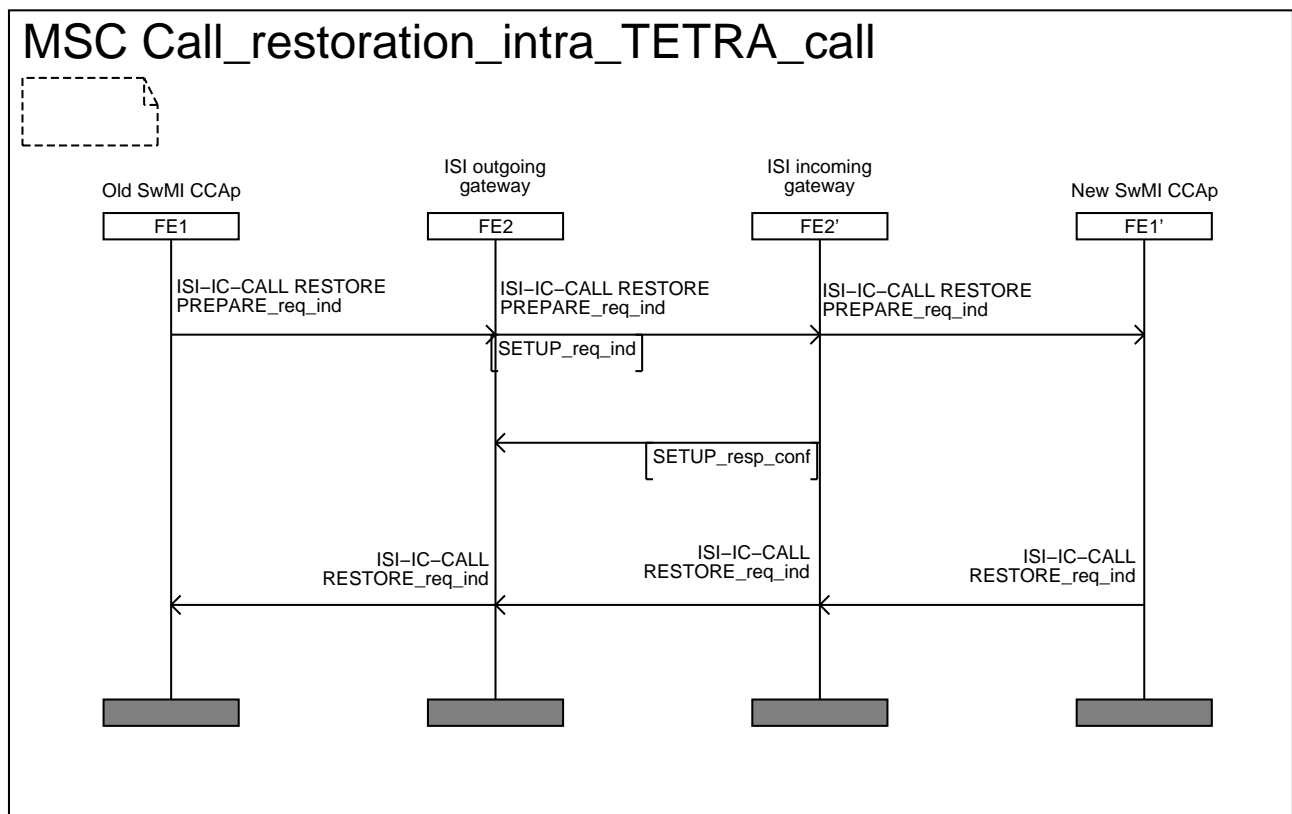 MSC Call_restoration_intra_TETRA_call
Old SwMI CCAp
ISI outgoing
gateway
ISI incoming
gateway
New SwMI CCAp
FE1
FE2
FE2’
FE1’
ISI−IC−CALL RESTORE
PREPARE_req_ind
ISI−IC−CALL RESTORE
PREPARE_req_ind
ISI−IC−CALL RESTORE
PREPARE_req_ind
SETUP_req_ind
SETUP_resp_conf
ISI−IC−CALL
RESTORE_req_ind
ISI−IC−CALL
RESTORE_req_ind
ISI−IC−CALL
RESTORE_req_ind